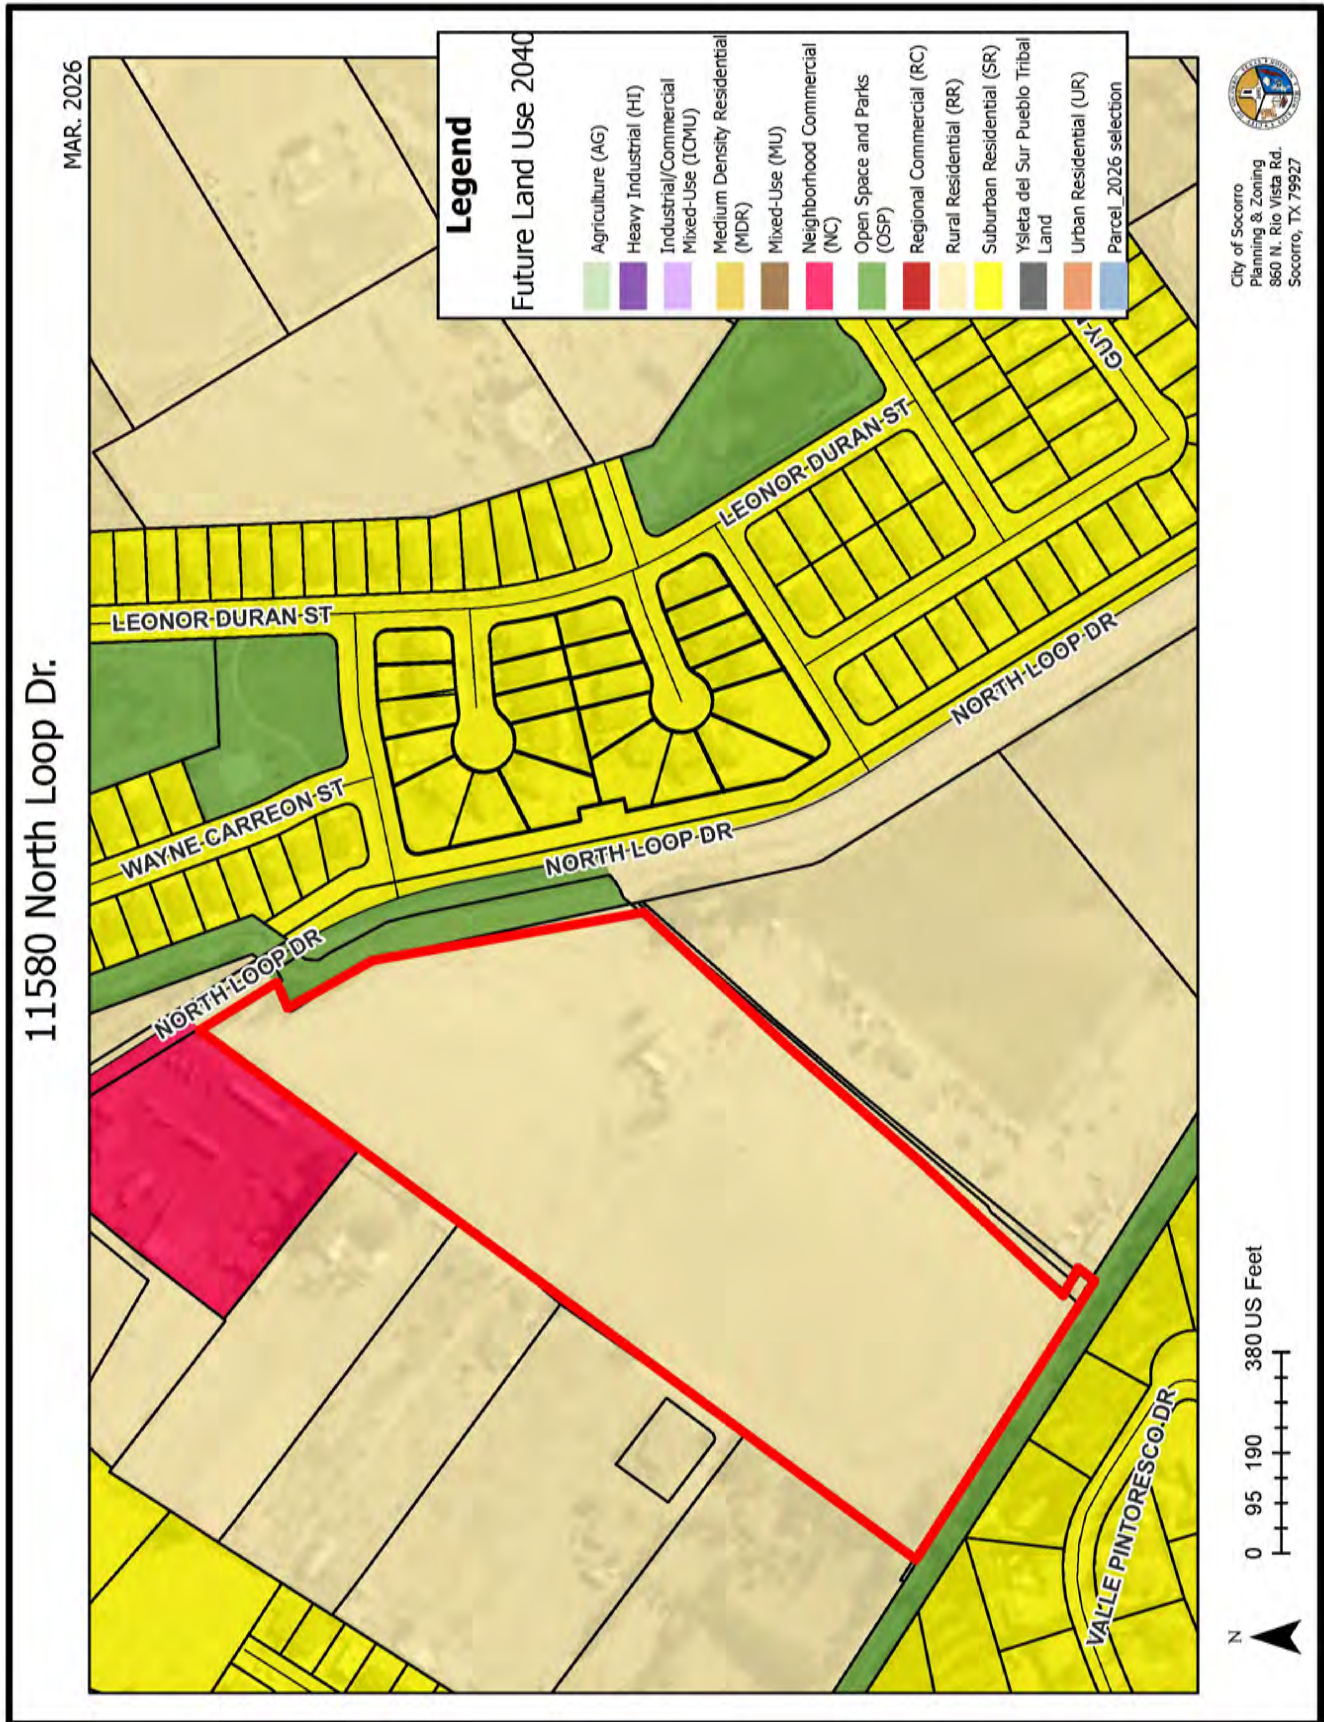 11580 North Loop Dr.
MAR. 2026
Legend
Future Land Use 2040
Agriculture (AG)
Heavy Industrial (HI)
Industrial/Commercial
Mixed-Use (ICMU)
Medium Density Residential
(MDR)
Mixed-Use (MU)
Neighborhood Commercial
(NC)
Open Space and Parks
(OSP)
Regional Commercial (RC)
Rural Residential (RR)
Suburban Residential (SR)
Ysleta del Sur Pueblo Tribal
Land
Urban Residential (UR)
Parcel_2026 selection
LEONOR DURAN ST
WAYNE CARREON ST
NORTH LOOP DR
NORTH LOOP DR
LEONOR DURAN ST
NORTH LOOP DR
GUY
VALLE PINTORESCO DR
N
0 95 190 380 US Feet
City of Socorro
Planning & Zoning
860 N. Rio Vista Rd.
Socorro, TX 79927